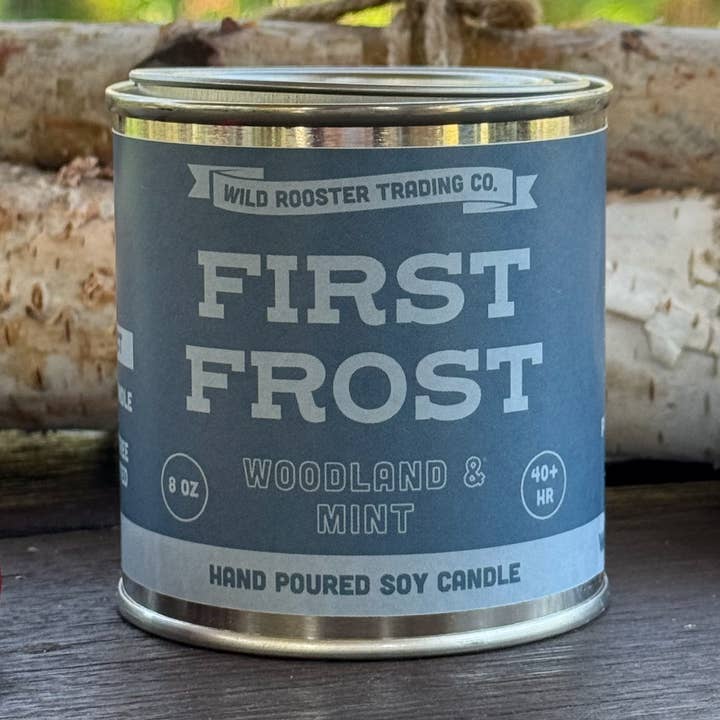 WILD ROOSTER TRADING CO.
FIRST
FROST
8 OZ
WOODLAND &
MINT
40+
HR
HAND POURED SOY CANDLE